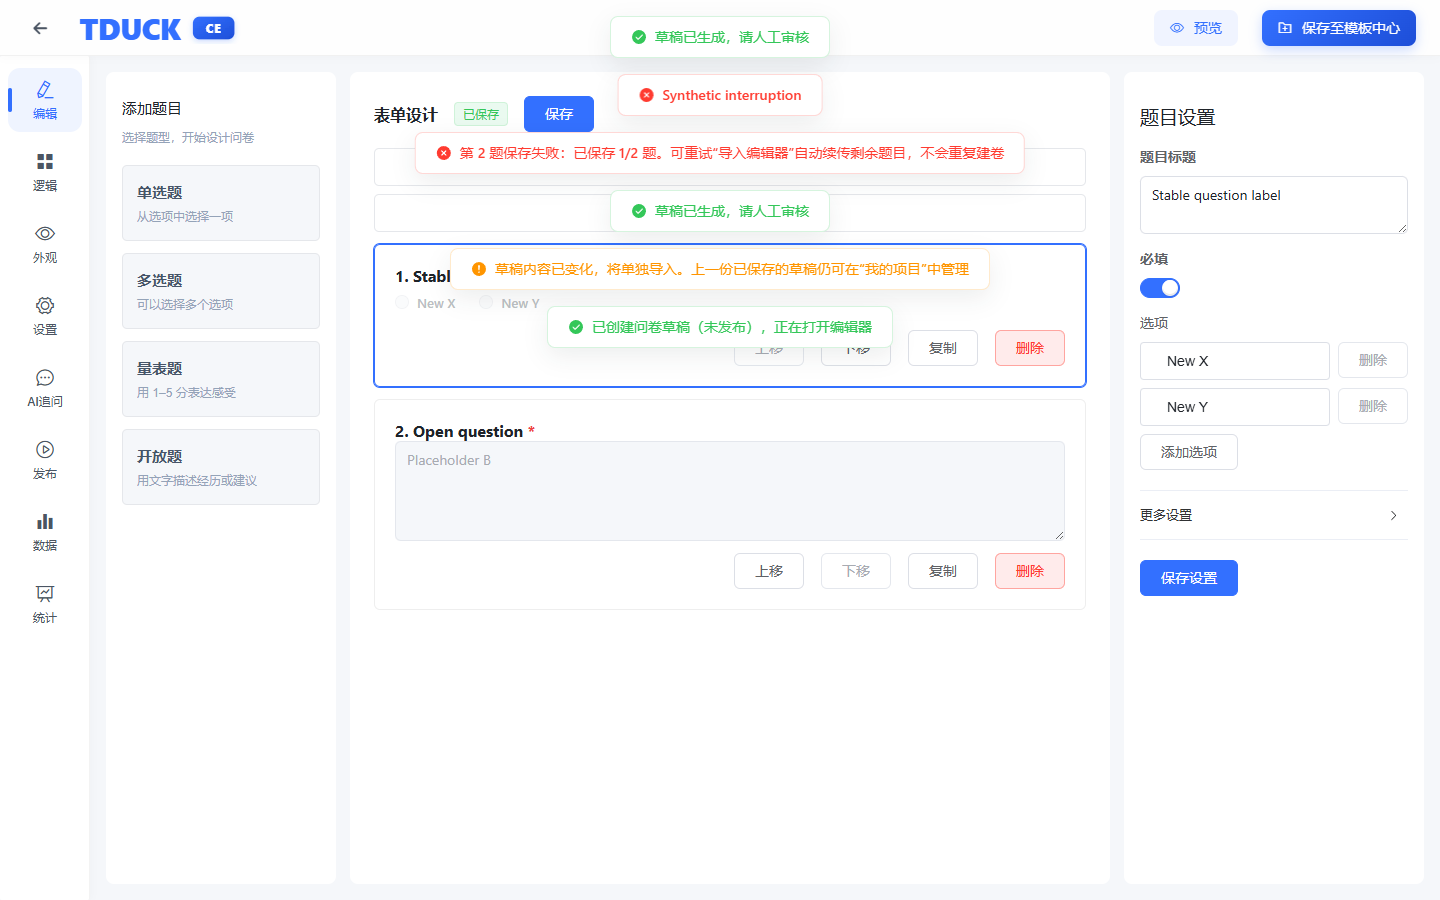 TDUCK CE
预览
保存至模板中心
草稿已生成，请人工审核
Synthetic interruption
第 2 题保存失败：已保存 1/2 题。可重试“导入编辑器”自动续传剩余题目，不会重复建卷
草稿已生成，请人工审核
草稿内容已变化，将单独导入。上一份已保存的草稿仍可在“我的项目”中管理
已创建问卷草稿（未发布），正在打开编辑器
编辑
逻辑
外观
设置
AI追问
发布
数据
统计
添加题目
选择题型，开始设计问卷
单选题
从选项中选择一项
多选题
可以选择多个选项
量表题
用 1–5 分表达感受
开放题
用文字描述经历或建议
表单设计
已保存
保存
1. Stabl
New X
New Y
上移
下移
复制
删除
2. Open question *
Placeholder B
上移
下移
复制
删除
题目设置
题目标题
Stable question label
必填
选项
New X
删除
New Y
删除
添加选项
更多设置
保存设置